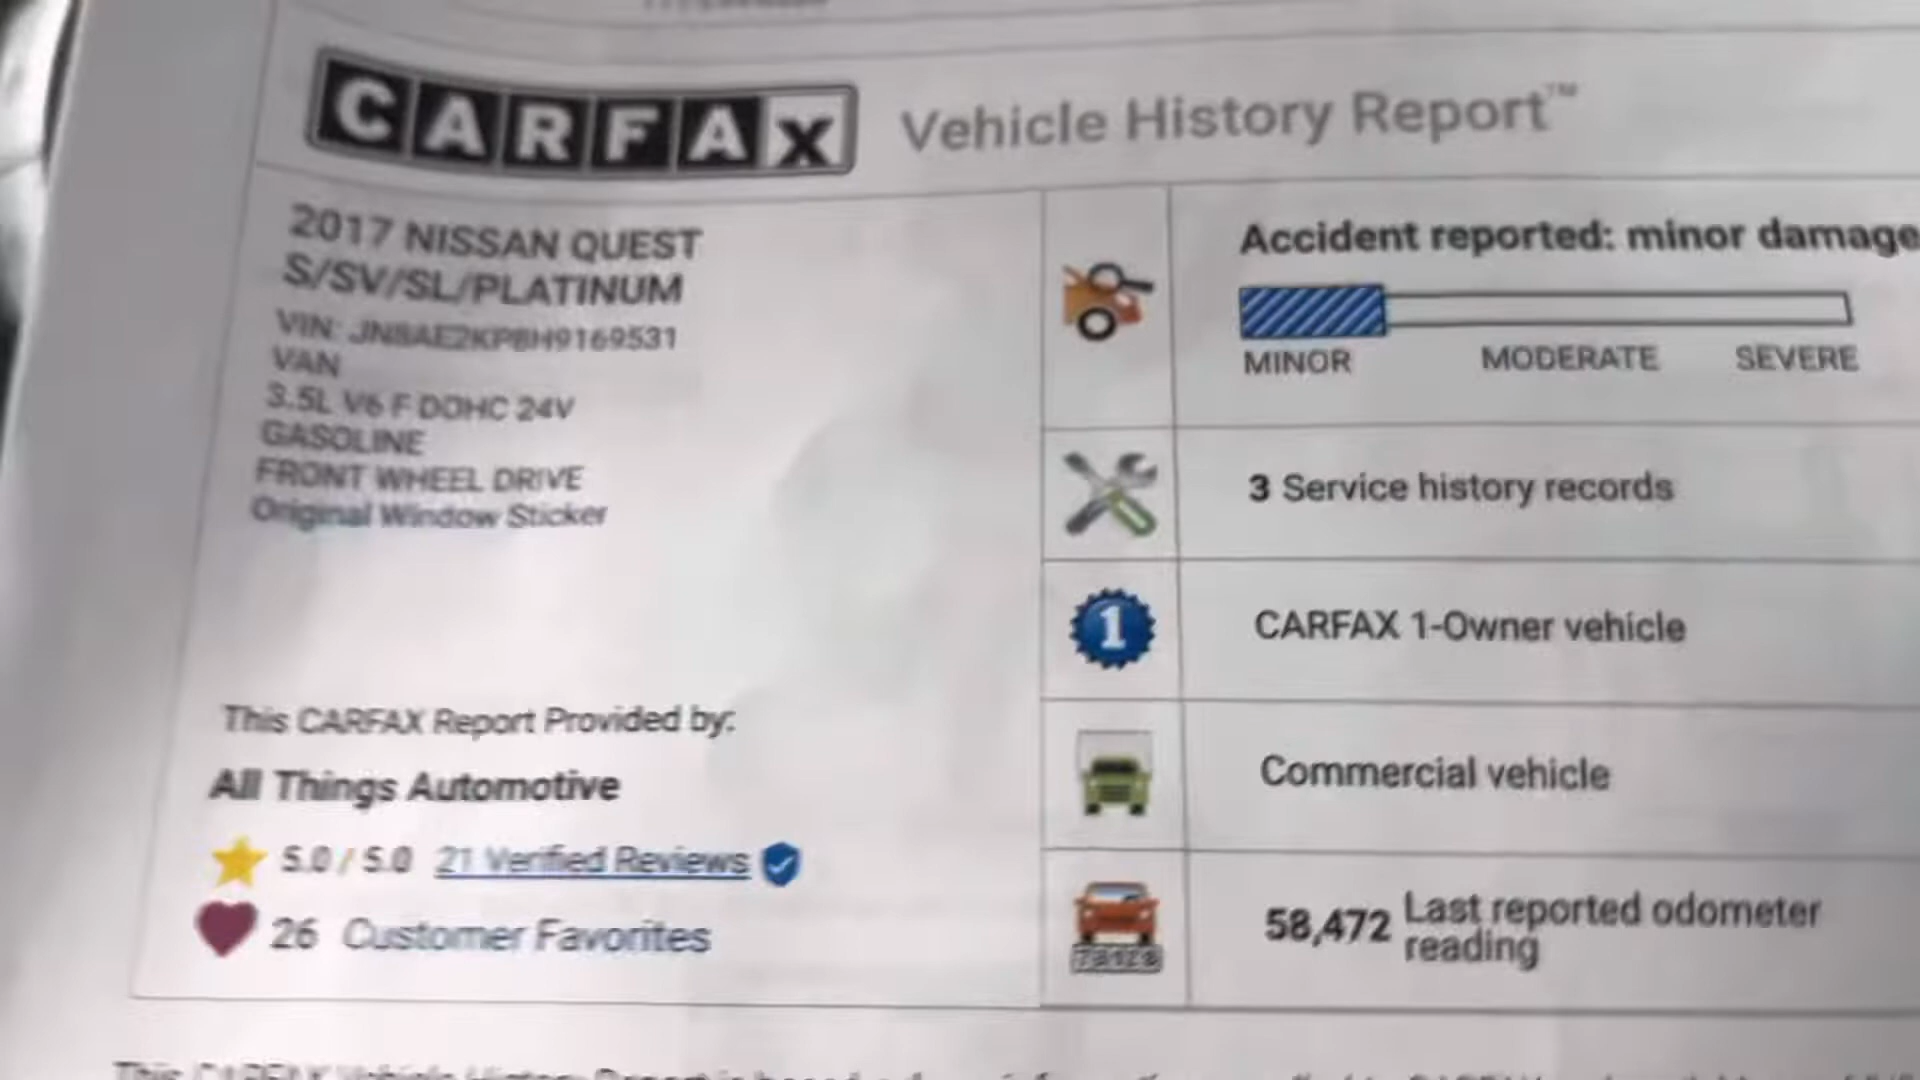 CARFAX Vehicle History Report™
2017 NISSAN QUEST
S/SV/SL/PLATINUM
VIN: JN8AE2KP8H9169531
VAN
3.5L V6 F DOHC 24V
GASOLINE
FRONT WHEEL DRIVE
Original Window Sticker
This CARFAX Report Provided by:
All Things Automotive
5.0 / 5.0 21 Verified Reviews
26 Customer Favorites
Accident reported: minor damage
MINOR MODERATE SEVERE
3 Service history records
1
CARFAX 1-Owner vehicle
Commercial vehicle
58,472 Last reported odometer
reading